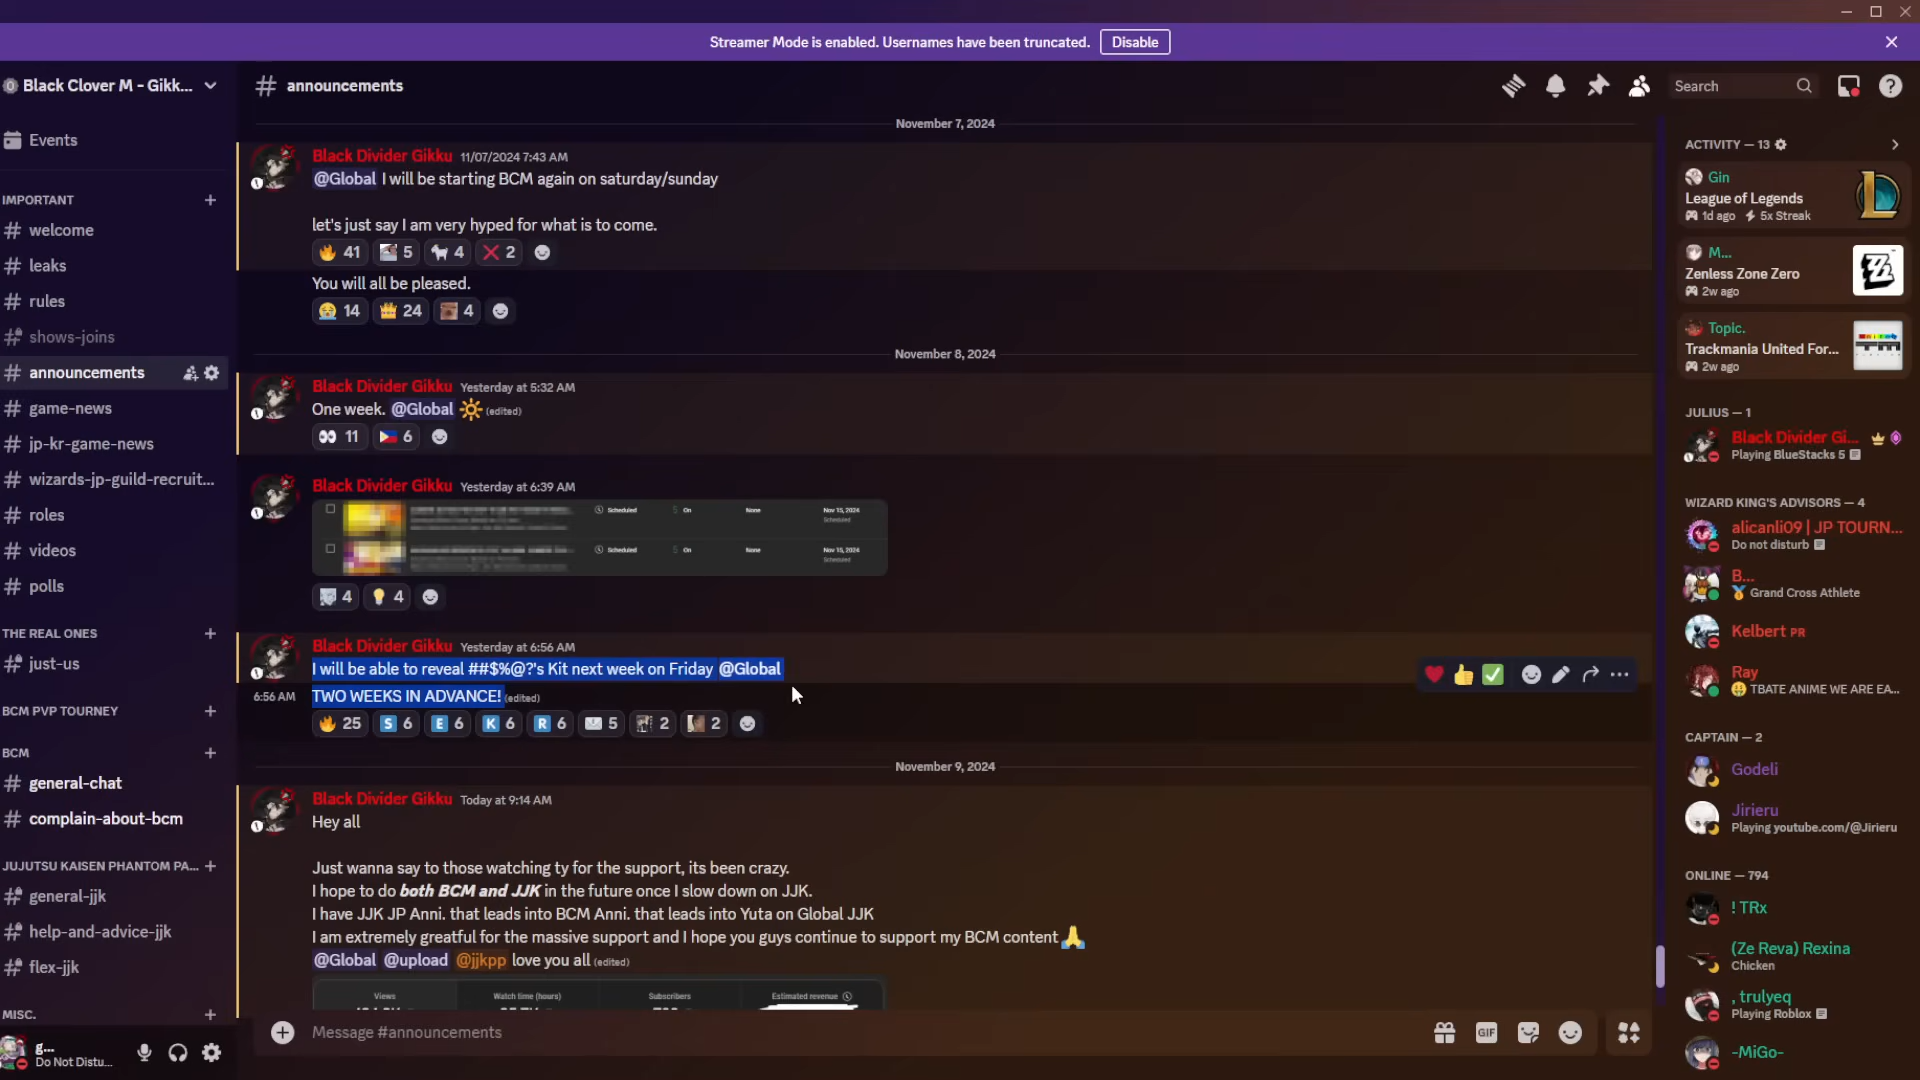 Streamer Mode is enabled. Usernames have been truncated. Disable
Black Clover M - Gikk...
Events
IMPORTANT
welcome
leaks
rules
shows-joins
announcements
game-news
jp-kr-game-news
wizards-jp-guild-recruit...
roles
videos
polls
THE REAL ONES
just-us
BCM PVP TOURNEY
BCM
general-chat
complain-about-bcm
JUJUTSU KAISEN PHANTOM PA...
general-jjk
help-and-advice-jjk
flex-jjk
MISC.
g...
Do Not Distu...
# announcements
Search
November 7, 2024
Black Divider Gikku 11/07/2024 7:43 AM
@Global I will be starting BCM again on saturday/sunday
let's just say I am very hyped for what is to come.
🔥 41 5 4 ❌ 2
You will all be pleased.
😭 14 👑 24 4
November 8, 2024
Black Divider Gikku Yesterday at 5:32 AM
One week. @Global 🔆 (edited)
👀 11 🇵🇭 6
Black Divider Gikku Yesterday at 6:39 AM
Scheduled On None Nov 15, 2024
Scheduled
Scheduled On None Nov 15, 2024
Scheduled
4 💡 4
Black Divider Gikku Yesterday at 6:56 AM
I will be able to reveal ##$%@?'s Kit next week on Friday @Global
6:56 AM TWO WEEKS IN ADVANCE! (edited)
🔥 25 S 6 E 6 K 6 R 6 5 2 2
November 9, 2024
Black Divider Gikku Today at 9:14 AM
Hey all
Just wanna say to those watching ty for the support, its been crazy.
I hope to do both BCM and JJK in the future once I slow down on JJK.
I have JJK JP Anni. that leads into BCM Anni. that leads into Yuta on Global JJK
I am extremely greatful for the massive support and I hope you guys continue to support my BCM content 🙏
@Global @upload @jjkpp love you all (edited)
Views Watch time (hours) Subscribers Estimated revenue
Message #announcements
GIF
ACTIVITY — 13
Gin
League of Legends
1d ago 5x Streak
M...
Zenless Zone Zero
2w ago
Topic.
Trackmania United For...
2w ago
JULIUS — 1
Black Divider Gi...
Playing BlueStacks 5
WIZARD KING'S ADVISORS — 4
alicanli09 | JP TOURN...
Do not disturb
B...
🏅 Grand Cross Athlete
Kelbert PR
Ray
🤑 TBATE ANIME WE ARE EA...
CAPTAIN — 2
Godeli
Jirieru
Playing youtube.com/@Jirieru
ONLINE — 794
! TRx
(Ze Reva) Rexina
Chicken
, trulyeq
Playing Roblox
-MiGo-